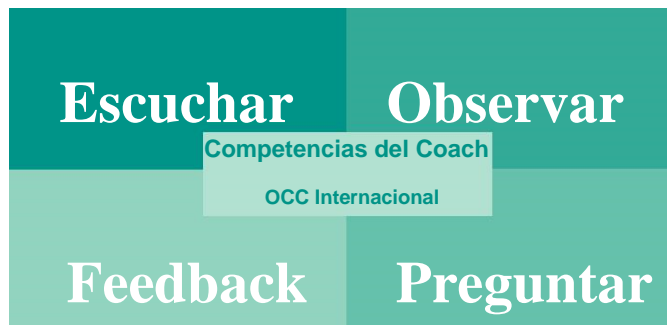 Escuchar
Observar
Competencias del Coach
OCC Internacional
Feedback
Preguntar